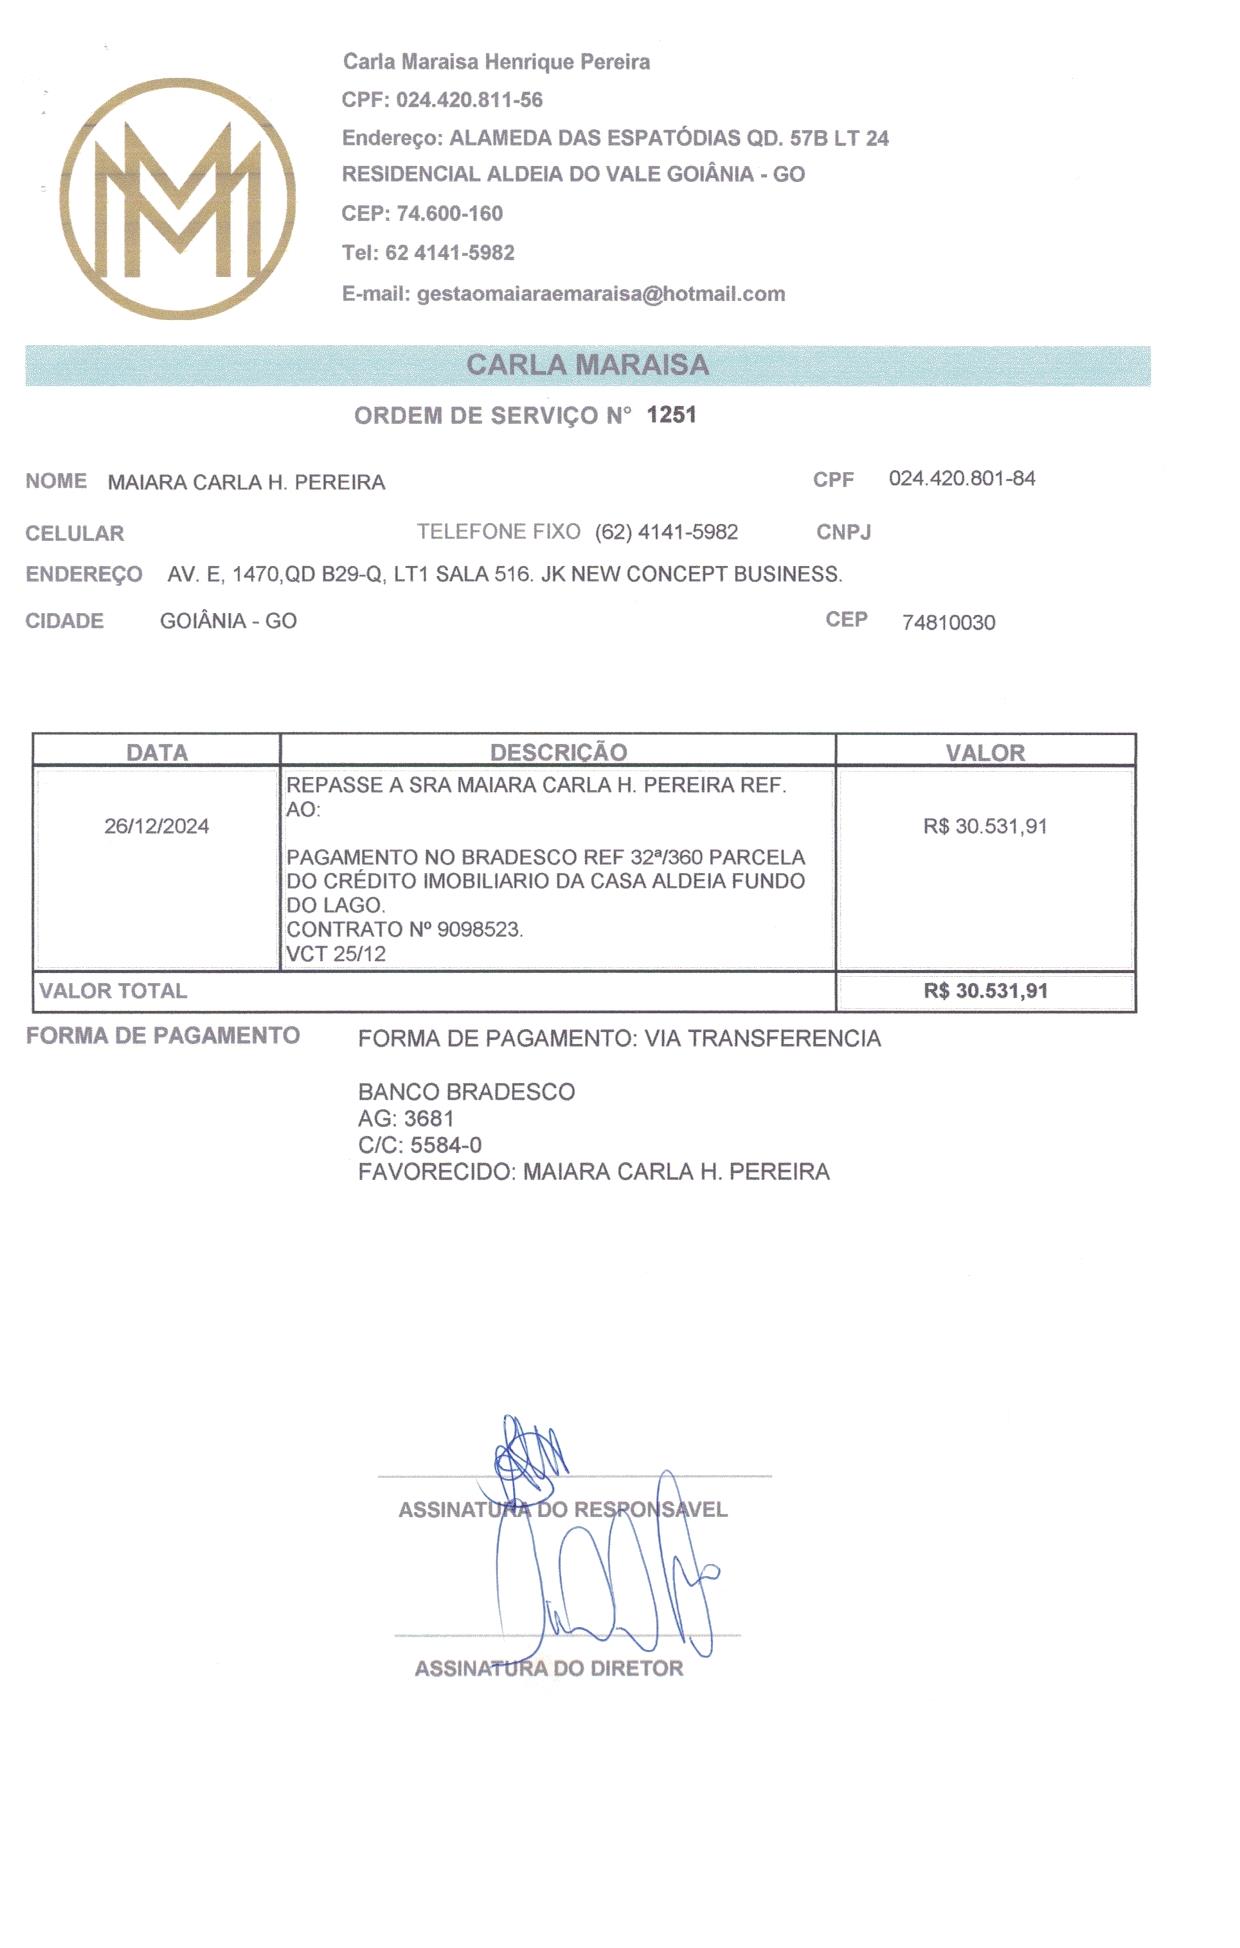 MM
Carla Maraisa Henrique Pereira
CPF: 024.420.811-56
Endereço: ALAMEDA DAS ESPATÓDIAS QD. 57B LT 24
RESIDENCIAL ALDEIA DO VALE GOIÂNIA - GO
CEP: 74.600-160
Tel: 62 4141-5982
E-mail: gestaomaiaraemaraisa@hotmail.com
CARLA MARAISA
ORDEM DE SERVIÇO N° 1251
NOME MAIARA CARLA H. PEREIRA CPF 024.420.801-84
CELULAR TELEFONE FIXO (62) 4141-5982 CNPJ
ENDEREÇO AV. E, 1470,QD B29-Q, LT1 SALA 516. JK NEW CONCEPT BUSINESS.
CIDADE GOIÂNIA - GO CEP 74810030
DATA DESCRIÇÃO VALOR
REPASSE A SRA MAIARA CARLA H. PEREIRA REF.
AO:
26/12/2024 R$ 30.531,91
PAGAMENTO NO BRADESCO REF 32ª/360 PARCELA
DO CRÉDITO IMOBILIARIO DA CASA ALDEIA FUNDO
DO LAGO.
CONTRATO Nº 9098523.
VCT 25/12
VALOR TOTAL R$ 30.531,91
FORMA DE PAGAMENTO FORMA DE PAGAMENTO: VIA TRANSFERENCIA
BANCO BRADESCO
AG: 3681
C/C: 5584-0
FAVORECIDO: MAIARA CARLA H. PEREIRA
ASSINATURA DO RESPONSAVEL
ASSINATURA DO DIRETOR